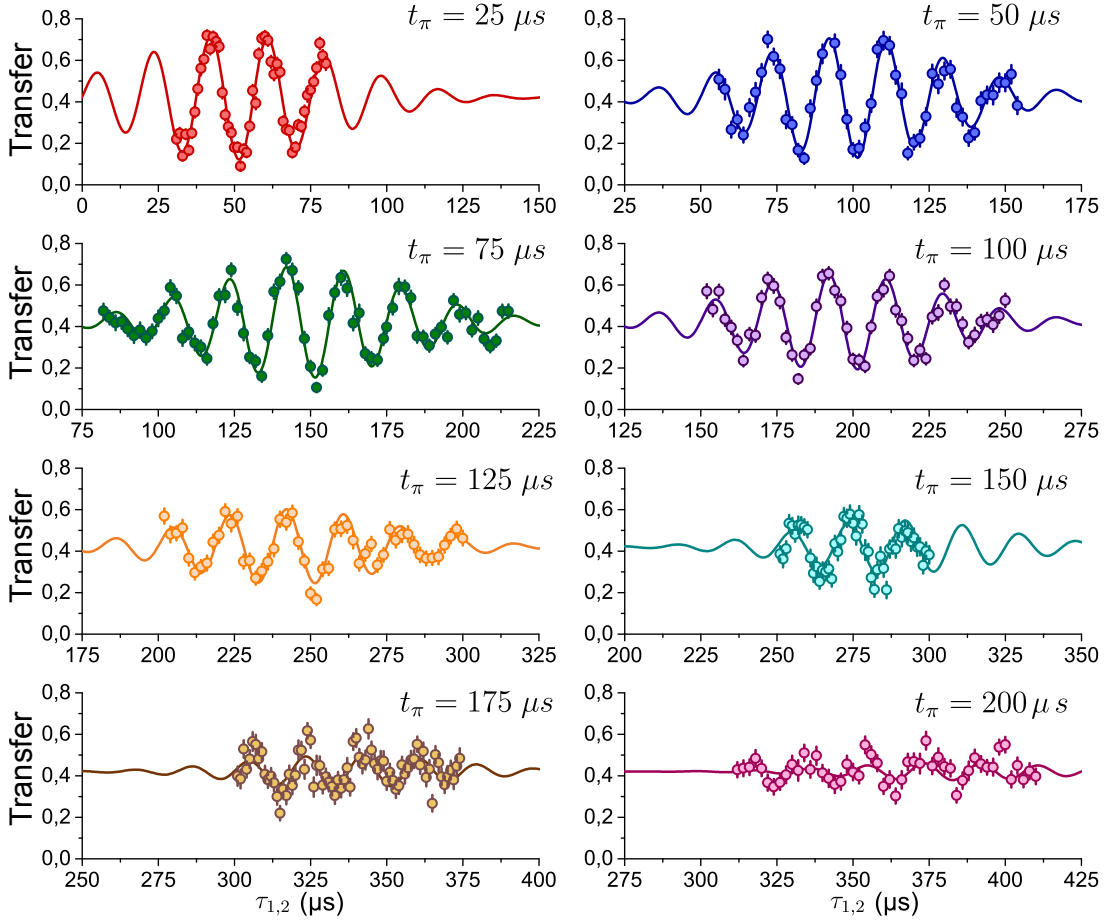 t_π = 25 μs
t_π = 50 μs
0,8
0,6
0,4
0,2
0,0
Transfer
0 25 50 75 100 125 150
0,8
0,6
0,4
0,2
0,0
Transfer
25 50 75 100 125 150 175
t_π = 75 μs
t_π = 100 μs
0,8
0,6
0,4
0,2
0,0
Transfer
75 100 125 150 175 200 225
0,8
0,6
0,4
0,2
0,0
Transfer
125 150 175 200 225 250 275
t_π = 125 μs
t_π = 150 μs
0,8
0,6
0,4
0,2
0,0
Transfer
175 200 225 250 275 300 325
0,8
0,6
0,4
0,2
0,0
Transfer
200 225 250 275 300 325 350
t_π = 175 μs
t_π = 200 μs
0,8
0,6
0,4
0,2
0,0
Transfer
250 275 300 325 350 375 400
τ_{1,2} (μs)
0,8
0,6
0,4
0,2
0,0
Transfer
275 300 325 350 375 400 425
τ_{1,2} (μs)